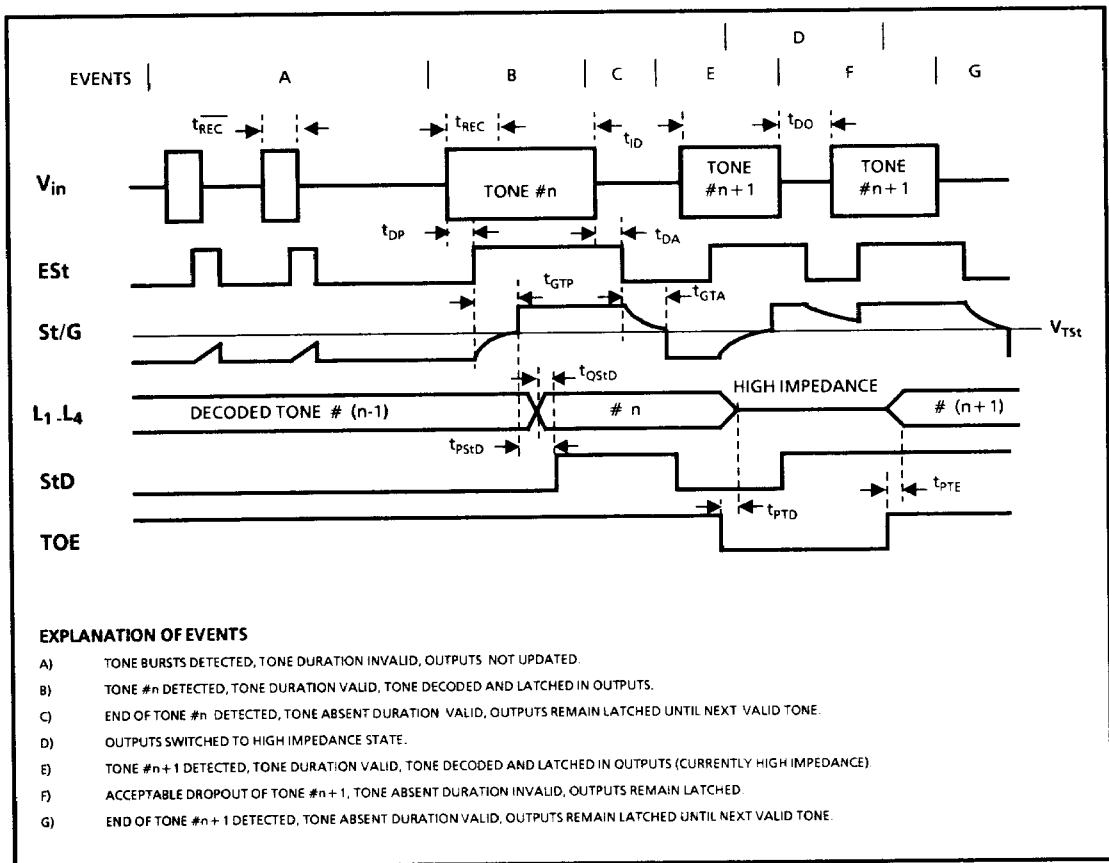 D
EVENTS A B C E F G
tREC tREC tID tDO
Vin TONE #n TONE #n+1 TONE #n+1
tDP tDA
ESt
tGTP tGTA
St/G VTSt
tQStD HIGH IMPEDANCE
L1-L4 DECODED TONE # (n-1) # n # (n+1)
tPStD
StD
tPTE
tPTD
TOE
EXPLANATION OF EVENTS
A) TONE BURSTS DETECTED, TONE DURATION INVALID, OUTPUTS NOT UPDATED.
B) TONE #n DETECTED, TONE DURATION VALID, TONE DECODED AND LATCHED IN OUTPUTS.
C) END OF TONE #n DETECTED, TONE ABSENT DURATION VALID, OUTPUTS REMAIN LATCHED UNTIL NEXT VALID TONE.
D) OUTPUTS SWITCHED TO HIGH IMPEDANCE STATE.
E) TONE #n+1 DETECTED, TONE DURATION VALID, TONE DECODED AND LATCHED IN OUTPUTS (CURRENTLY HIGH IMPEDANCE)
F) ACCEPTABLE DROPOUT OF TONE #n+1, TONE ABSENT DURATION INVALID, OUTPUTS REMAIN LATCHED.
G) END OF TONE #n+1 DETECTED, TONE ABSENT DURATION VALID, OUTPUTS REMAIN LATCHED UNTIL NEXT VALID TONE.